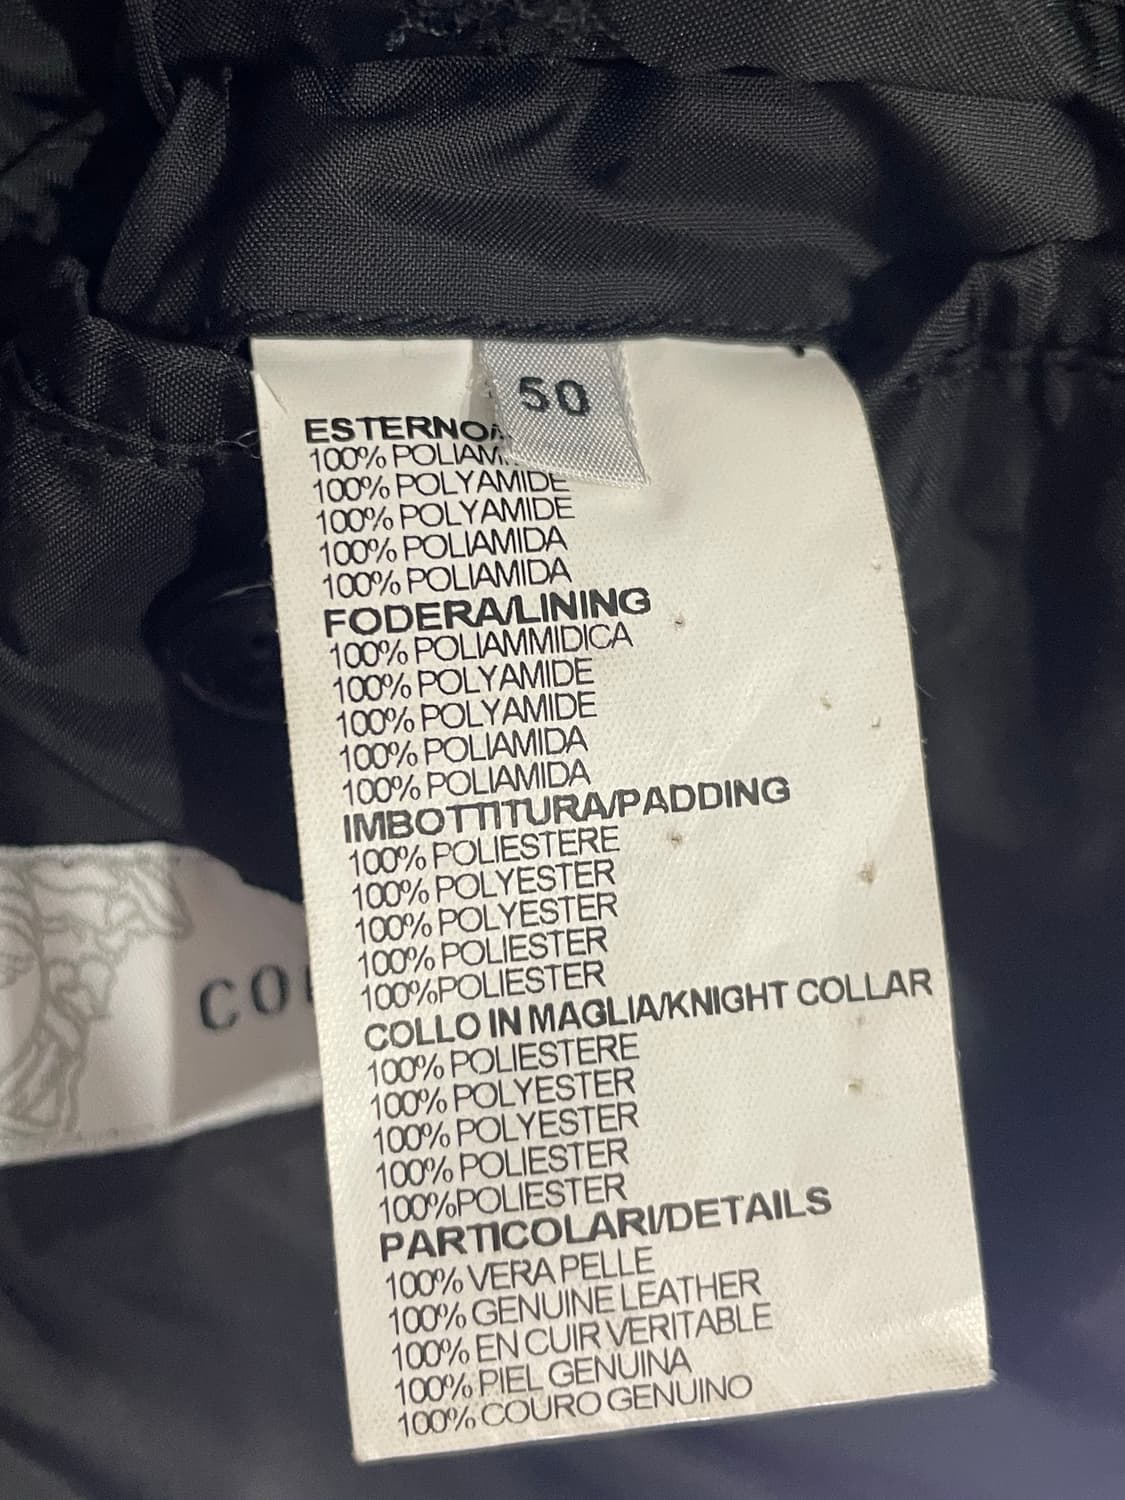 50
ESTERNO
100%
100% POLYAMIDE
100% POLYAMIDE
100% POLIAMIDA
100% POLIAMIDA
FODERA/LINING
100% POLIAMMIDICA
100% POLYAMIDE
100% POLYAMIDE
100% POLIAMIDA
100% POLIAMIDA
IMBOTTITURA/PADDING
100% POLIESTERE
100% POLYESTER
100% POLYESTER
100% POLIESTER
100%POLIESTER
COLLO IN MAGLIA/KNIGHT COLLAR
100% POLIESTERE
100% POLYESTER
100% POLYESTER
100% POLIESTER
100%POLIESTER
PARTICOLARI/DETAILS
100% VERA PELLE
100% GENUINE LEATHER
100% EN CUIR VERITABLE
100% PIEL GENUINA
100% COURO GENUINO